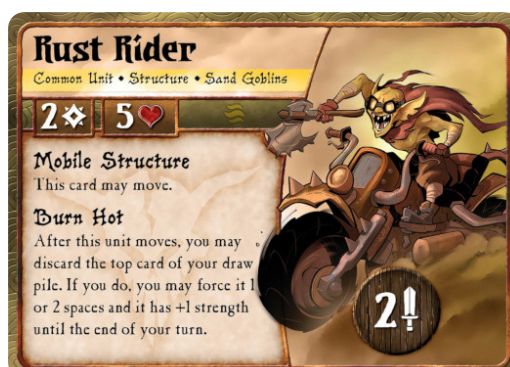 Rust Rider
Common Unit • Structure • Sand Goblins
2 5
Mobile Structure
This card may move.
Burn Hot
After this unit moves, you may
discard the top card of your draw
pile. If you do, you may force it 1
or 2 spaces and it has +1 strength
until the end of your turn.
2